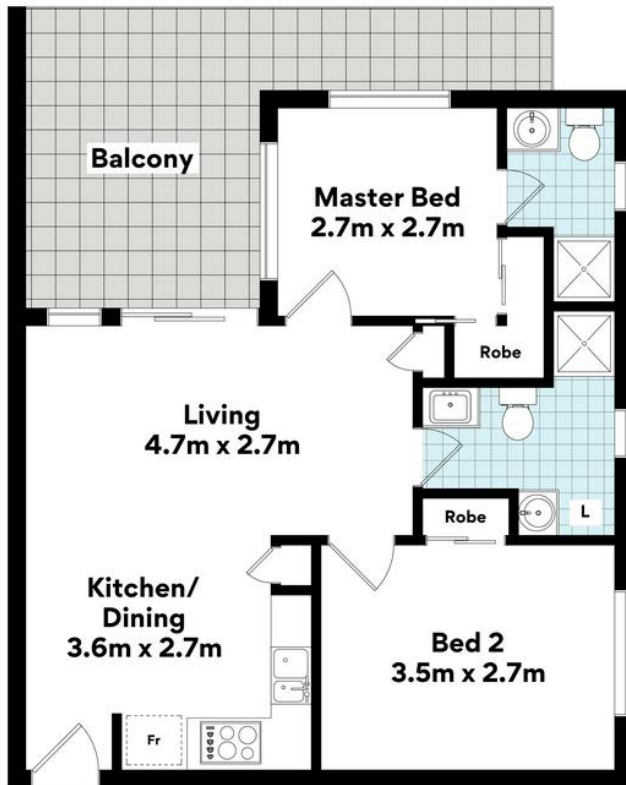 Balcony
Master Bed
2.7m x 2.7m
Robe
Living
4.7m x 2.7m
Robe
L
Kitchen/
Dining
3.6m x 2.7m
Bed 2
3.5m x 2.7m
Fr